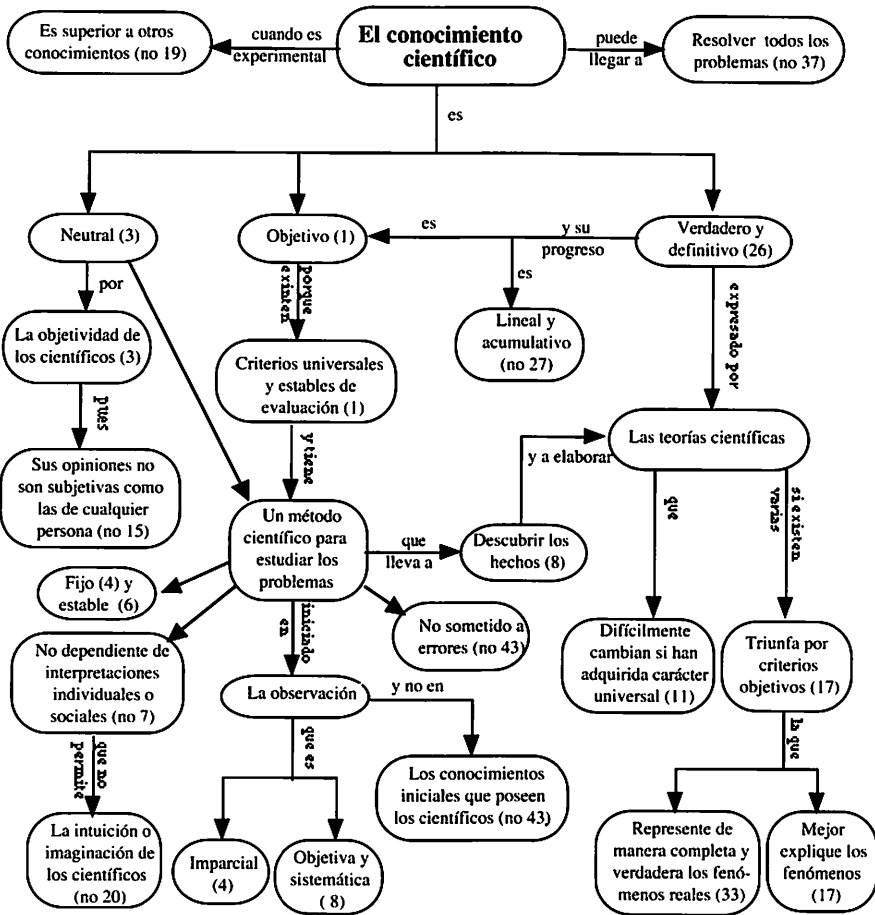 Es superior a otros
conocimientos (no 19)
cuando es
experimental
El conocimiento
científico
puede
llegar a
Resolver todos los
problemas (no 37)
es
Neutral (3)
Objetivo (1)
es
y su
progreso
Verdadero y
definitivo (26)
por
porque
existen
es
expresado por
La objetividad de
los científicos (3)
Criterios universales
y estables de
evaluación (1)
Lineal y
acumulativo
(no 27)
pues
y tiene
y a elaborar
Las teorías científicas
Sus opiniones no
son subjetivas como
las de cualquier
persona (no 15)
Un método
científico para
estudiar los
problemas
que
lleva a
Descubrir los
hechos (8)
que
si existen
varias
Fijo (4) y
estable (6)
No dependiente de
interpretaciones
individuales o
sociales (no 7)
iniciado
en
No sometido a
errores (no 43)
Difícilmente
cambian si han
adquirida carácter
universal (11)
Triunfa por
criterios
objetivos (17)
La observación
y no en
que no
permite
que es
la que
La intuición o
imaginación de
los científicos
(no 20)
Imparcial
(4)
Objetiva y
sistemática
(8)
Los conocimientos
iniciales que poseen
los científicos (no 43)
Represente de
manera completa y
verdadera los fenó-
menos reales (33)
Mejor
explique los
fenómenos
(17)